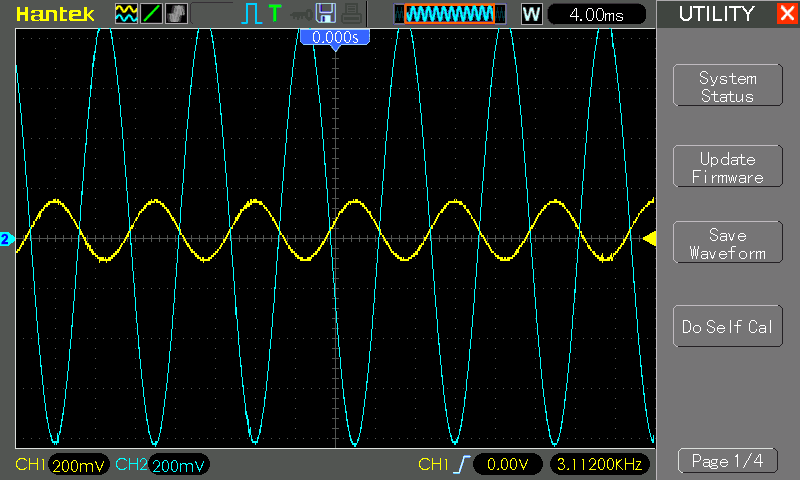 Hantek
T
W
4.00ms
UTILITY
0.000s
System
Status
Update
Firmware
2
Save
Waveform
Do Self Cal
CH1 200mV CH2 200mV CH1 0.00V 3.11200KHz
Page 1/4